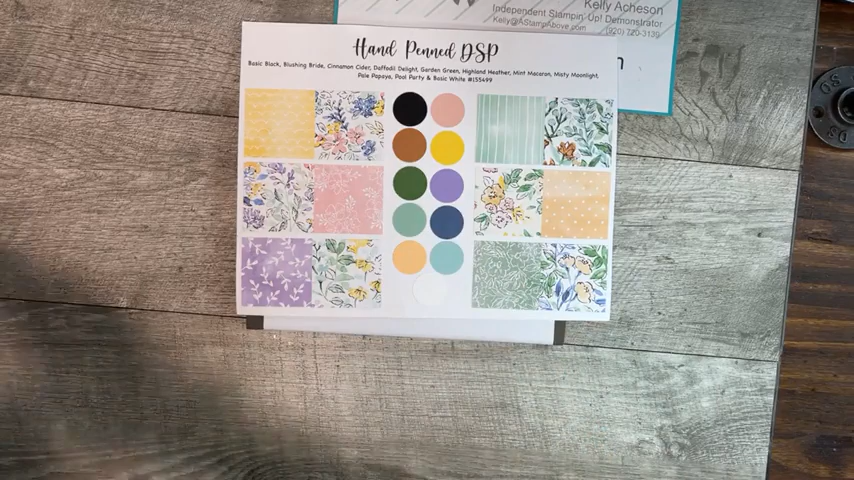 Kelly Acheson
Independent Stampin' Up! Demonstrator
Kelly@AStampAbove.com (920) 720-3139
Hand Penned DSP
Basic Black, Blushing Bride, Cinnamon Cider, Daffodil Delight, Garden Green, Highland Heather, Mint Macaron, Misty Moonlight,
Pale Papaya, Pool Party & Basic White #155499